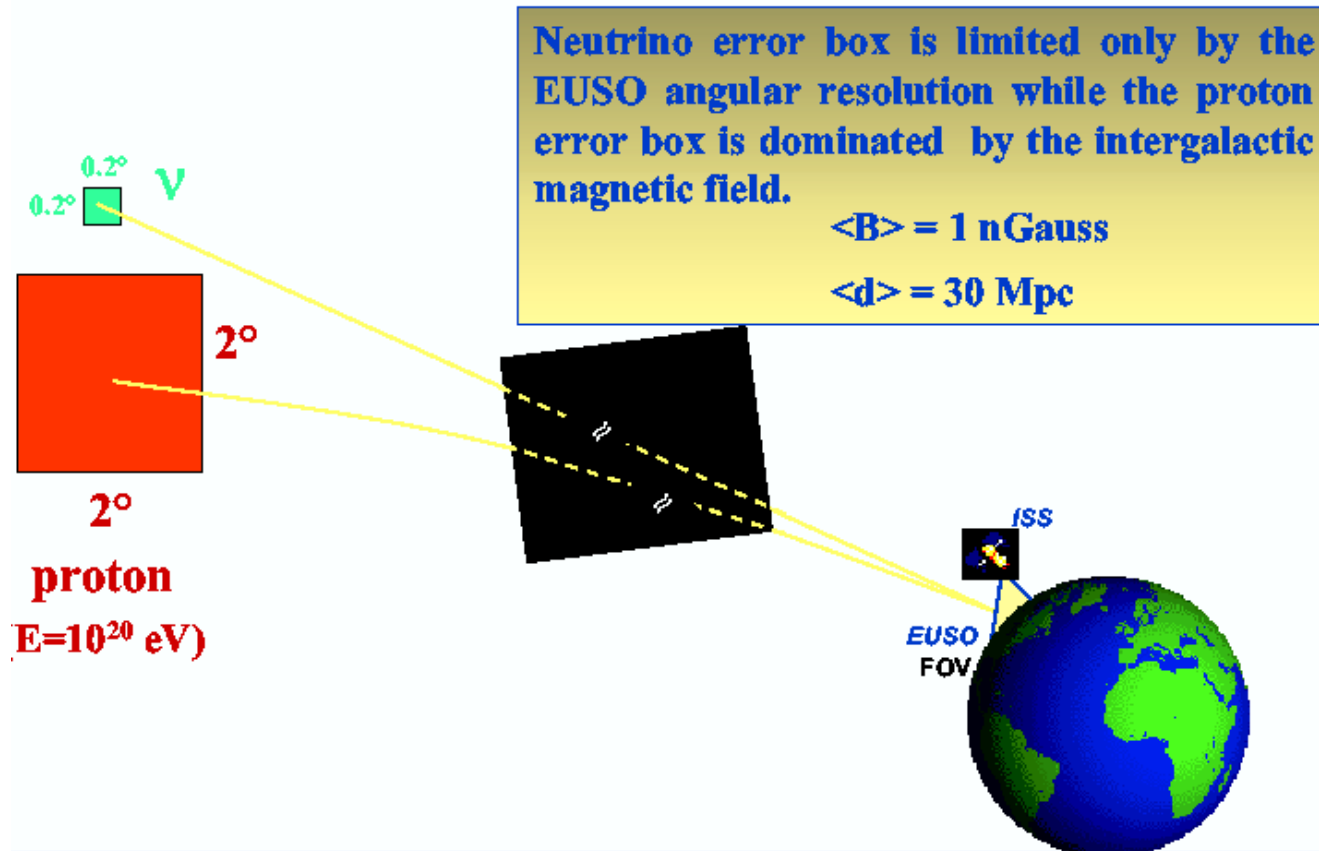 Neutrino error box is limited only by the
EUSO angular resolution while the proton
error box is dominated by the intergalactic
magnetic field.
<B> = 1 nGauss
<d> = 30 Mpc
0.2°
0.2°
ν
2°
2°
proton
(E=10²⁰ eV)
ISS
EUSO
FOV